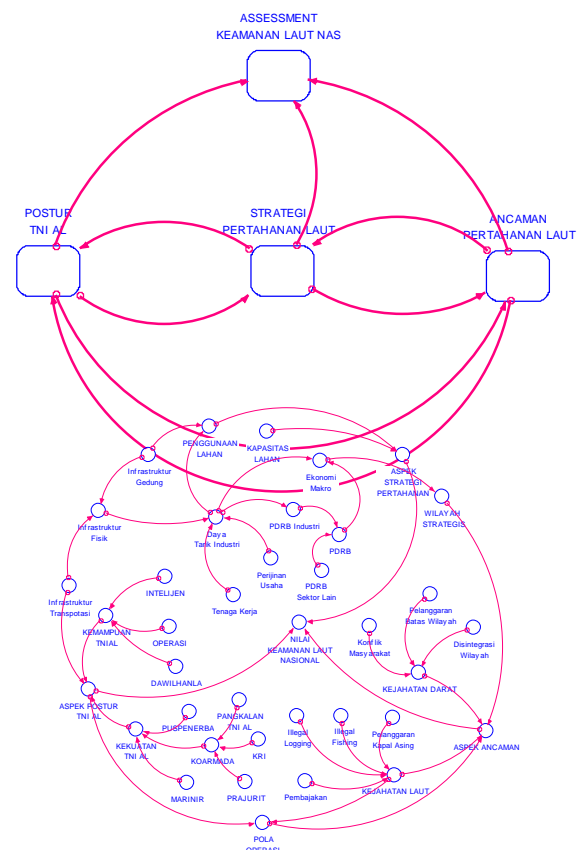 ASSESSMENT
KEAMANAN LAUT NAS
POSTUR
TNI AL
STRATEGI
PERTAHANAN LAUT
ANCAMAN
PERTAHANAN LAUT
PENGGUNAAN
LAHAN
KAPASITAS
LAHAN
ASPEK
STRATEGI
PERTAHANAN
Infrastruktur
Gedung
Ekonomi
Makro
WILAYAH
STRATEGIS
Infrastruktur
Fisik
Daya
Tarik Industri
PDRB Industri
PDRB
Perijinan
Usaha
PDRB
Sektor Lain
Infrastruktur
Transpotasi
INTELIJEN
Tenaga Kerja
KEMAMPUAN
TNIAL
OPERASI
DAWILHANLA
NILAI
KEAMANAN LAUT
NASIONAL
Konflik
Masyarakat
Pelanggaran
Batas Wilayah
Disintegrasi
Wilayah
KEJAHATAN DARAT
ASPEK POSTUR
TNI AL
PUSPENERBA
PANGKALAN
TNI AL
KEKUATAN
TNI AL
KOARMADA
KRI
MARINIR
PRAJURIT
Illegal
Logging
Illegal
Fishing
Pelanggaran
Kapal Asing
ASPEK ANCAMAN
Pembajakan
KEJAHATAN LAUT
POLA
OPERASI